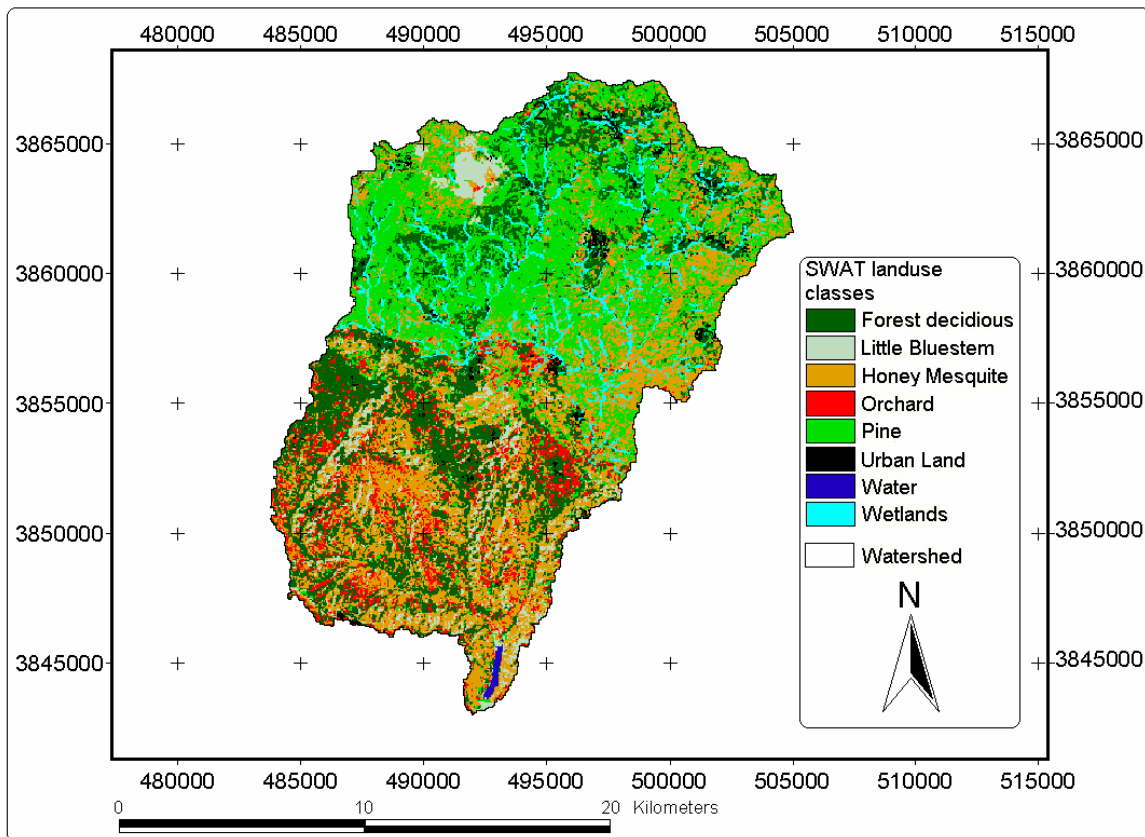 480000 485000 490000 495000 500000 505000 510000 515000
3865000 3865000
3860000 3860000
3855000 3855000
3850000 3850000
3845000 3845000
2
SWAT landuse
classes
Forest decidious
Little Bluestem
Honey Mesquite
Orchard
Pine
Urban Land
Water
Wetlands
Watershed
N
480000 485000 490000 495000 500000 505000 510000 515000
0 10 20 Kilometers